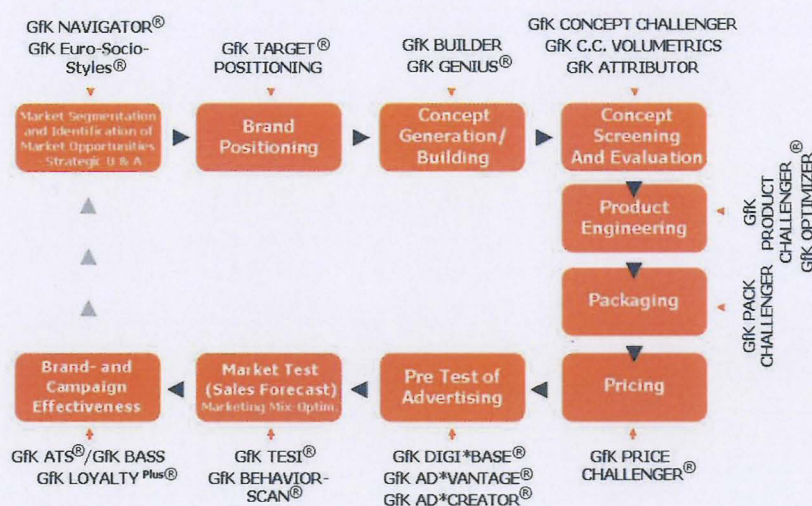 GfK NAVIGATOR®
GfK Euro-Socio-
Styles®
GfK TARGET®
POSITIONING
GfK BUILDER
GfK GENIUS®
GfK CONCEPT CHALLENGER
GfK C.C. VOLUMETRICS
GfK ATTRIBUTOR
Market Segmentation
and Identification of
Market Opportunities
- Strategic U & A
Brand
Positioning
Concept
Generation/
Building
Concept
Screening
And Evaluation
Product
Engineering
GfK
PRODUCT
CHALLENGER®
GfK OPTIMIZER®
Packaging
GfK PACK
CHALLENGER
Brand- and
Campaign
Effectiveness
Market Test
(Sales Forecast)
Marketing Mix-Optim.
Pre Test of
Advertising
Pricing
GfK ATS®/GfK BASS
GfK LOYALTY Plus®
GfK TESI®
GfK BEHAVIOR-
SCAN®
GfK DIGI*BASE®
GfK AD*VANTAGE®
GfK AD*CREATOR®
GfK PRICE
CHALLENGER®